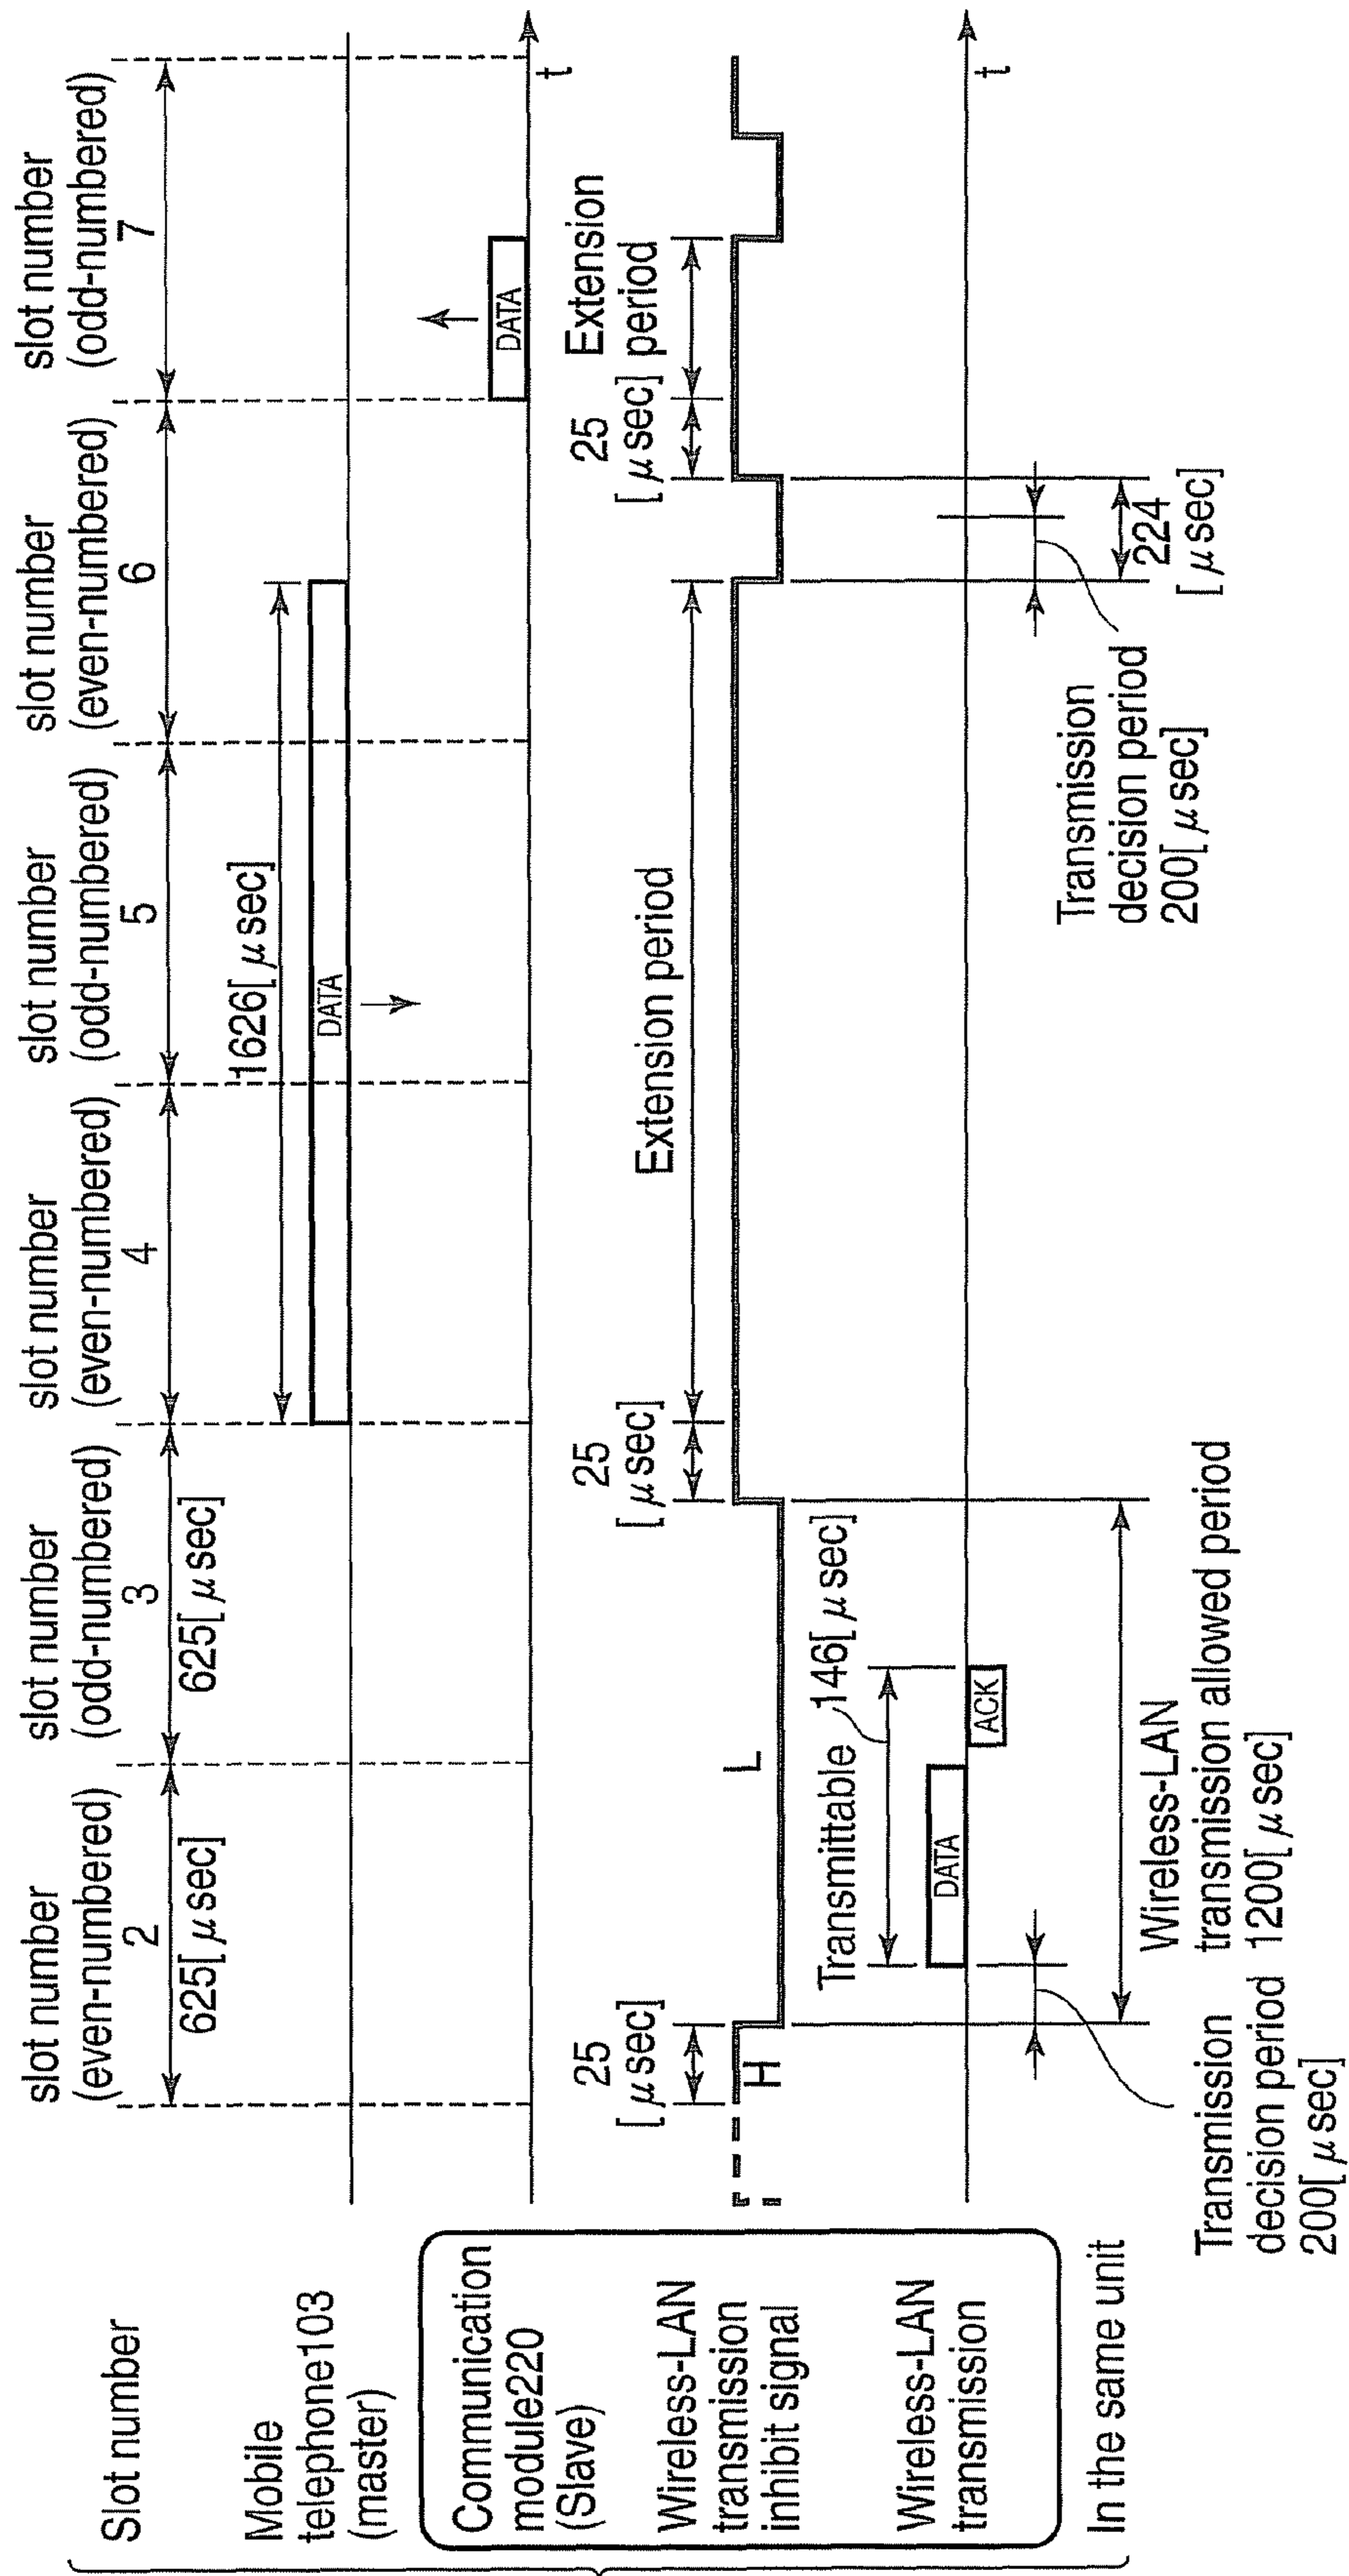 Slot number
slot number
(even-numbered)
2
625[μsec]
slot number
(odd-numbered)
3
625[μsec]
slot number
(even-numbered)
4
slot number
(odd-numbered)
5
slot number
(even-numbered)
6
slot number
(odd-numbered)
7
Mobile
telephone103
(master)
1626[μsec]
DATA
Communication
module220
(Slave)
DATA
t
Wireless-LAN
transmission
inhibit signal
25
[μsec]
H
L
25
[μsec]
Extension period
25
[μsec]
Extension
period
Wireless-LAN
transmission
Transmittable
146[μsec]
DATA
ACK
t
In the same unit
Transmission
decision period
200[μsec]
Wireless-LAN
transmission allowed period
1200[μsec]
Transmission
decision period
200[μsec]
224
[μsec]